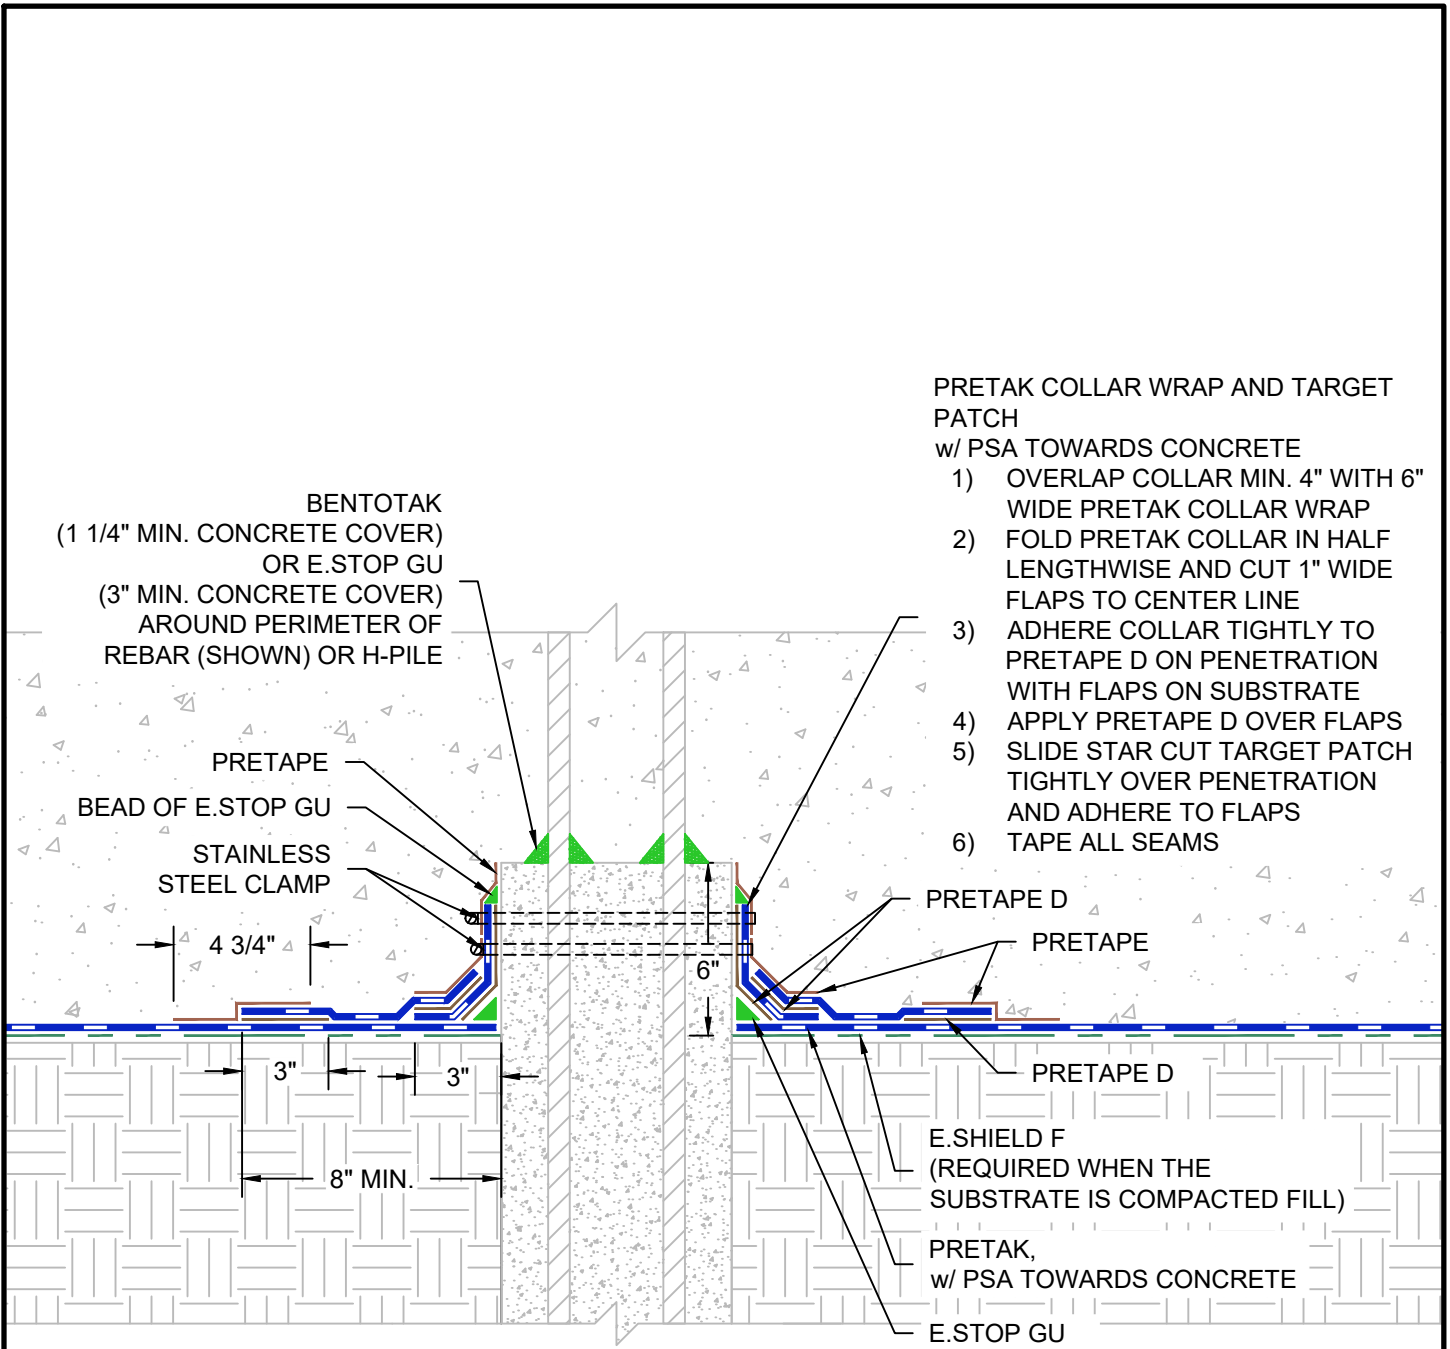 PRETAK COLLAR WRAP AND TARGET
PATCH
w/ PSA TOWARDS CONCRETE
1) OVERLAP COLLAR MIN. 4" WITH 6"
WIDE PRETAK COLLAR WRAP
2) FOLD PRETAK COLLAR IN HALF
LENGTHWISE AND CUT 1" WIDE
FLAPS TO CENTER LINE
3) ADHERE COLLAR TIGHTLY TO
PRETAPE D ON PENETRATION
WITH FLAPS ON SUBSTRATE
4) APPLY PRETAPE D OVER FLAPS
5) SLIDE STAR CUT TARGET PATCH
TIGHTLY OVER PENETRATION
AND ADHERE TO FLAPS
6) TAPE ALL SEAMS
BENTOTAK
(1 1/4" MIN. CONCRETE COVER)
OR E.STOP GU
(3" MIN. CONCRETE COVER)
AROUND PERIMETER OF
REBAR (SHOWN) OR H-PILE
PRETAPE
BEAD OF E.STOP GU
STAINLESS
STEEL CLAMP
4 3/4"
PRETAPE D
PRETAPE
6"
3"
3"
PRETAPE D
8" MIN.
E.SHIELD F
(REQUIRED WHEN THE
SUBSTRATE IS COMPACTED FILL)
PRETAK,
w/ PSA TOWARDS CONCRETE
E.STOP GU